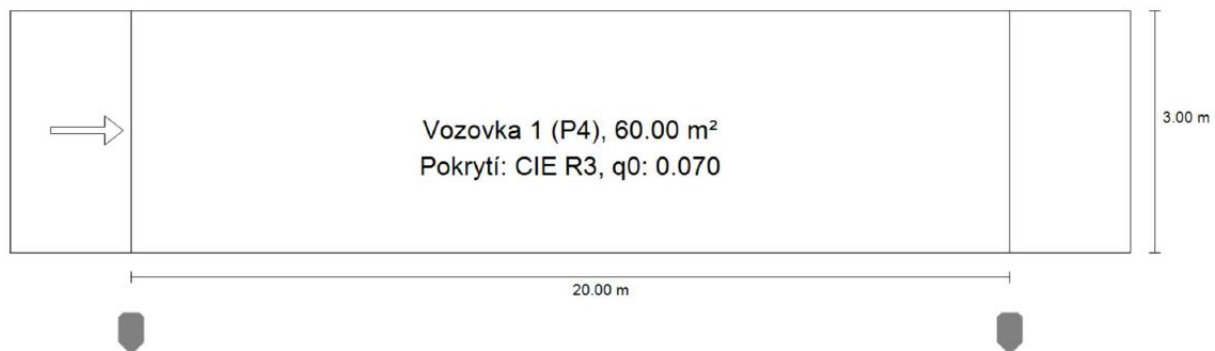 Vozovka 1 (P4), 60.00 m²
Pokrytí: CIE R3, q0: 0.070
3.00 m
20.00 m